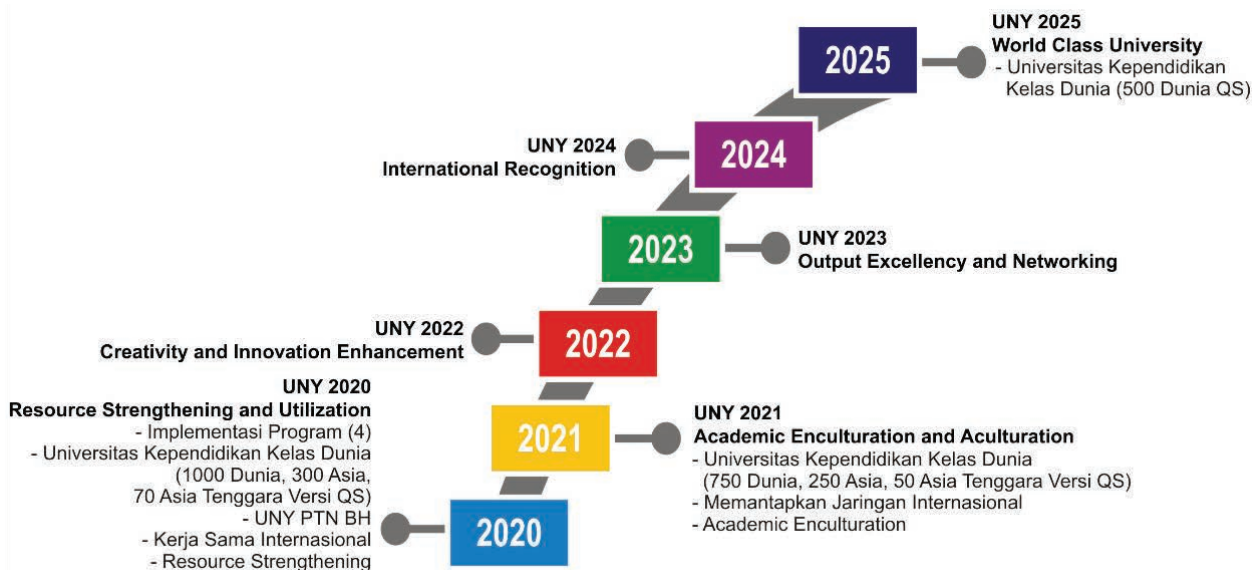 UNY 2025
World Class University
- Universitas Kependidikan
Kelas Dunia (500 Dunia QS)
2025
UNY 2024
International Recognition
2024
2023
UNY 2023
Output Excellency and Networking
UNY 2022
Creativity and Innovation Enhancement
2022
UNY 2020
Resource Strengthening and Utilization
- Implementasi Program (4)
- Universitas Kependidikan Kelas Dunia
(1000 Dunia, 300 Asia,
70 Asia Tenggara Versi QS)
- UNY PTN BH
- Kerja Sama Internasional
- Resource Strengthening
2021
UNY 2021
Academic Enculturation and Aculturation
- Universitas Kependidikan Kelas Dunia
(750 Dunia, 250 Asia, 50 Asia Tenggara Versi QS)
- Memantapkan Jaringan Internasional
- Academic Enculturation
2020